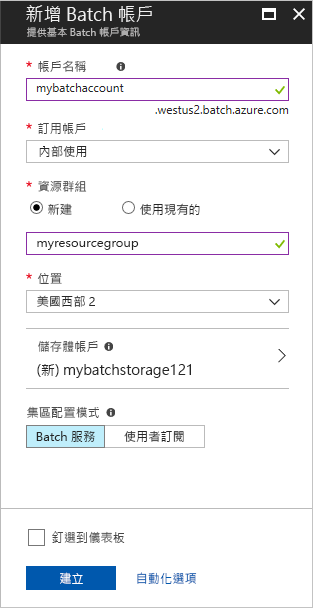 新增 Batch 帳戶
提供基本 Batch 帳戶資訊
* 帳戶名稱
mybatchaccount
.westus2.batch.azure.com
* 訂用帳戶
內部使用
* 資源群組
新建 使用現有的
myresourcegroup
* 位置
美國西部 2
儲存體帳戶
(新) mybatchstorage121
集區配置模式
Batch 服務 使用者訂閱
釘選到儀表板
建立 自動化選項